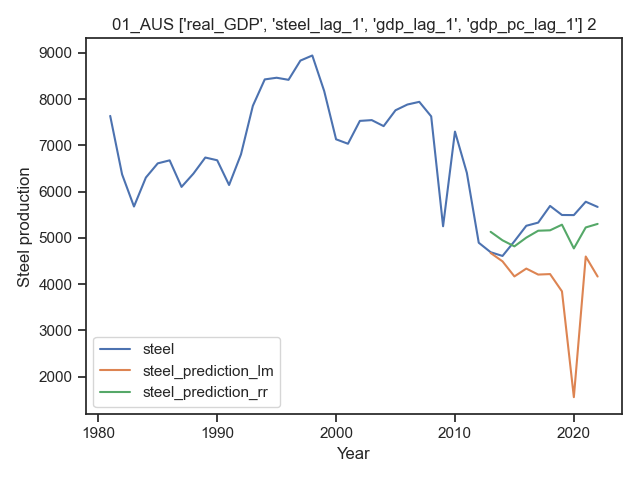 01_AUS ['real_GDP', 'steel_lag_1', 'gdp_lag_1', 'gdp_pc_lag_1'] 2
Steel production
9000
8000
7000
6000
5000
4000
3000
2000
steel
steel_prediction_lm
steel_prediction_rr
1980
1990
2000
2010
2020
Year